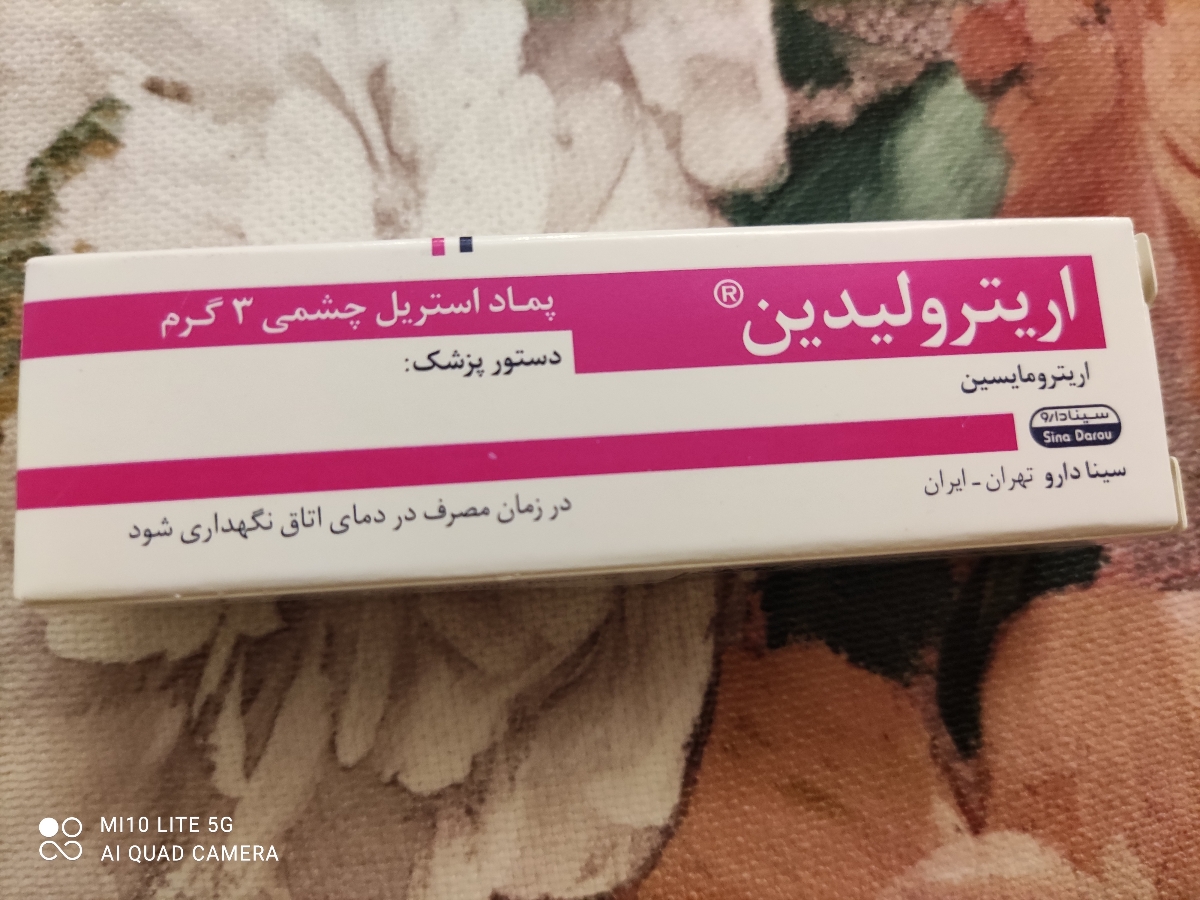 اریترولیدین®
پماد استریل چشمی ۳ گرم
دستور پزشک:
اریترومایسین
سینادارو
Sina Darou
سینا دارو تهران - ایران
در زمان مصرف در دمای اتاق نگهداری شود
MI10 LITE 5G
AI QUAD CAMERA